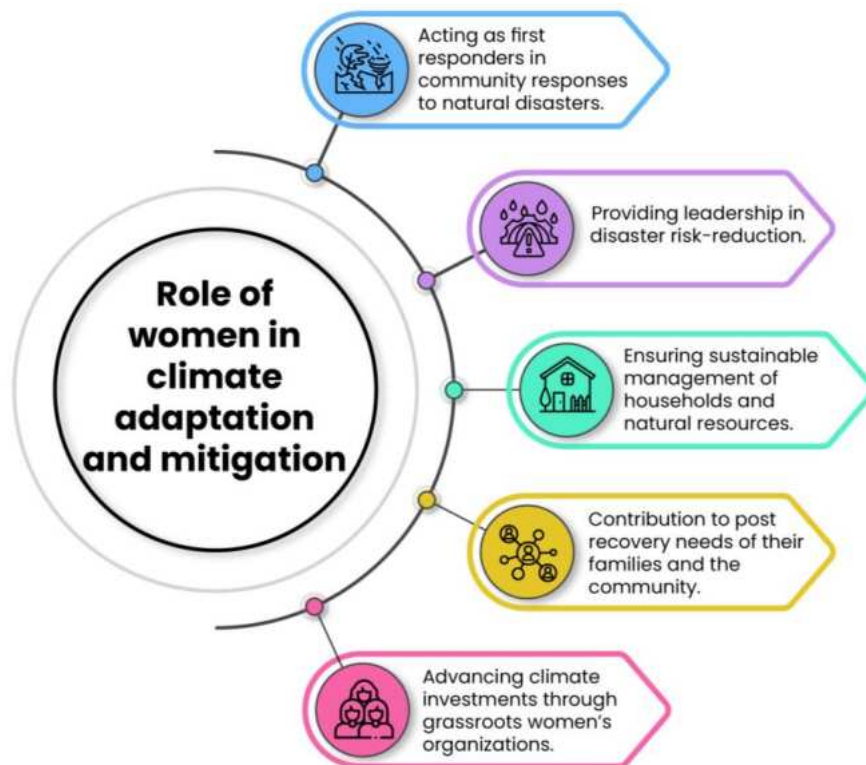 Acting as first
responders in
community responses
to natural disasters.
Providing leadership in
disaster risk-reduction.
Role of
women in
climate
adaptation
and mitigation
Ensuring sustainable
management of
households and
natural resources.
Contribution to post
recovery needs of their
families and the
community.
Advancing climate
investments through
grassroots women's
organizations.